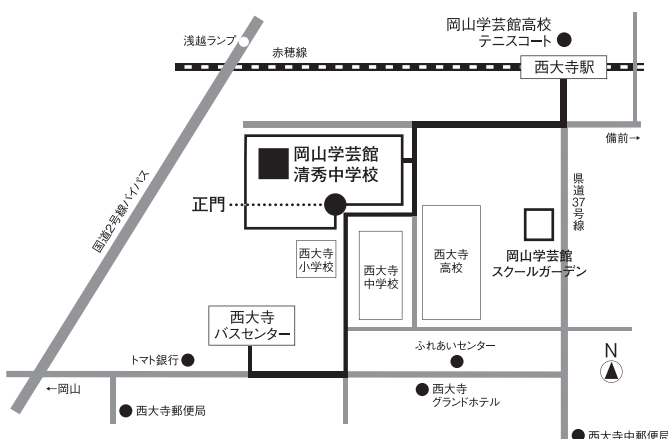 岡山学芸館高校
テニスコート
浅越ランプ
赤穂線
西大寺駅
備前→
岡山学芸館
清秀中学校
正門
国道2号線バイパス
県道37号線
西大寺
小学校
西大寺
中学校
西大寺
高校
岡山学芸館
スクールガーデン
西大寺
バスセンター
トマト銀行
ふれあいセンター
N
←岡山
西大寺
グランドホテル
西大寺郵便局
西大寺中郵便局